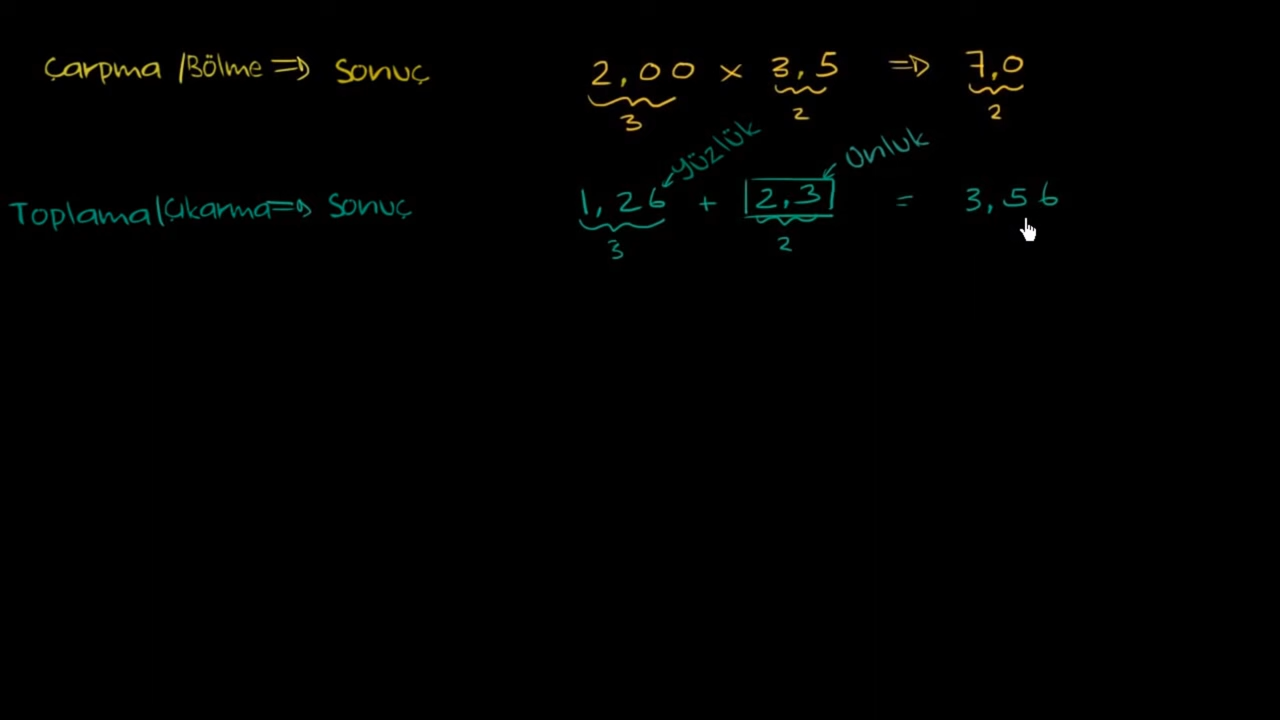 Çarpma /Bölme => Sonuç 2,00 x 3,5 => 7,0
3 2 2
yüzlük Onluk
Toplama/Çıkarma=> Sonuç 1,26 + 2,3 = 3,56
3 2